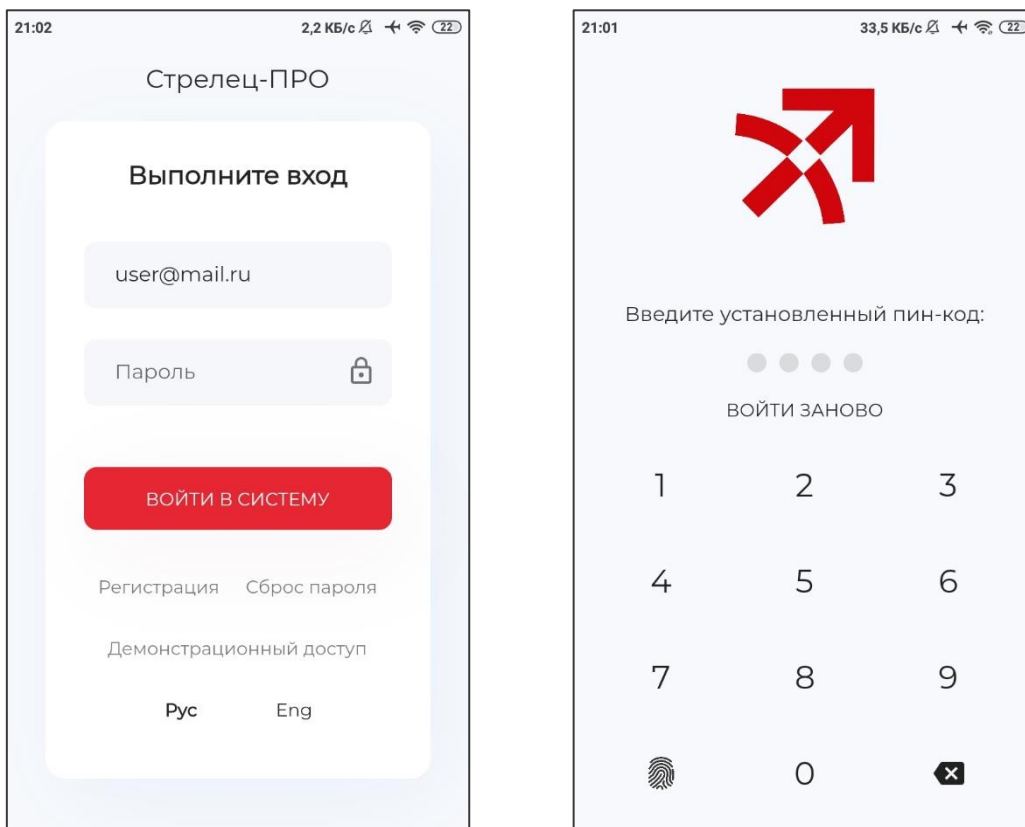 21:02 2,2 КБ/с 22
Стрелец-ПРО
Выполните вход
user@mail.ru
Пароль
ВОЙТИ В СИСТЕМУ
Регистрация Сброс пароля
Демонстрационный доступ
Рус Eng
21:01 33,5 КБ/с 22
Введите установленный пин-код:
ВОЙТИ ЗАНОВО
1 2 3
4 5 6
7 8 9
0